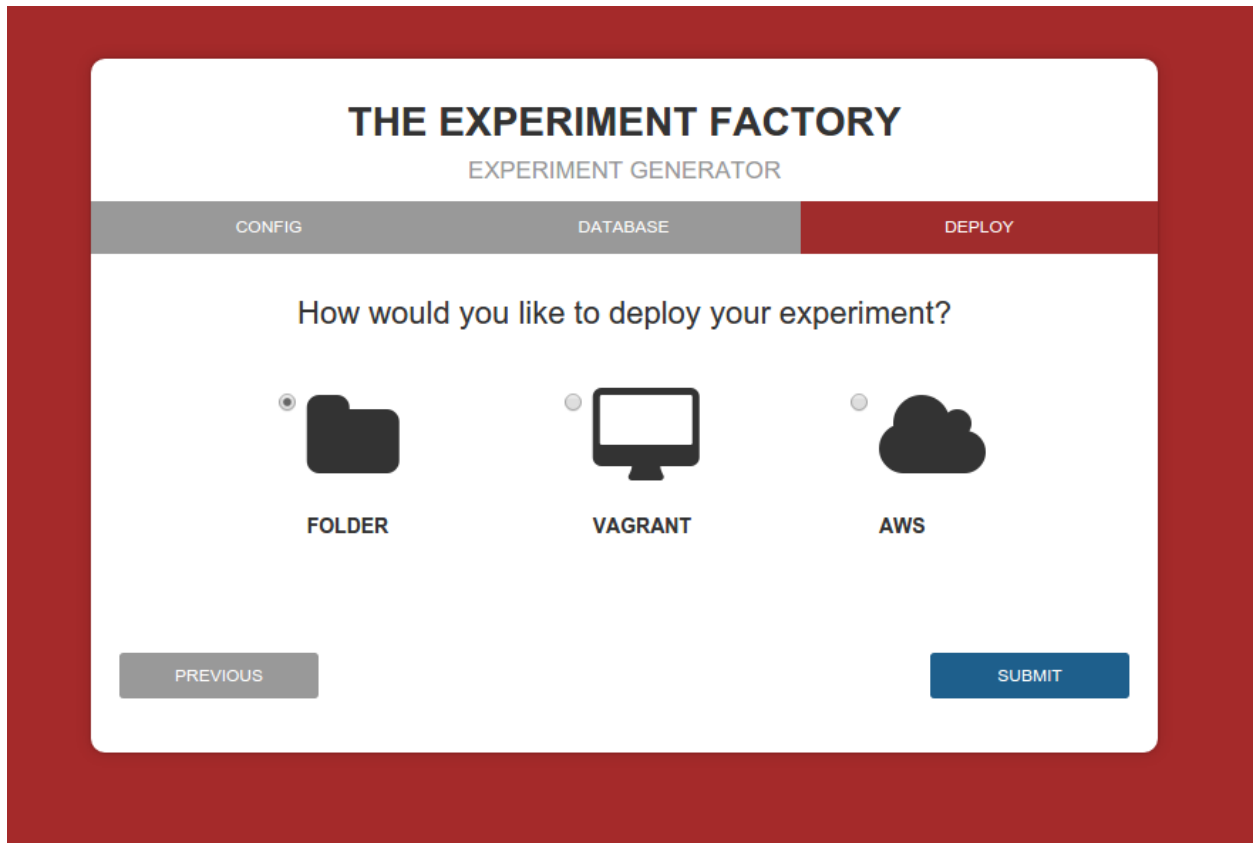 THE EXPERIMENT FACTORY
EXPERIMENT GENERATOR
CONFIG DATABASE DEPLOY
How would you like to deploy your experiment?
FOLDER VAGRANT AWS
PREVIOUS SUBMIT